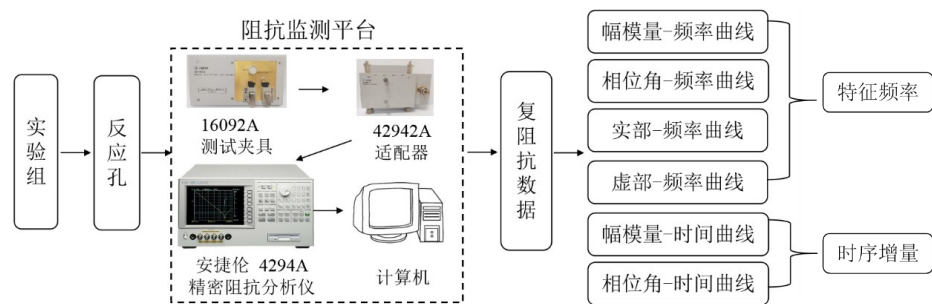 阻抗监测平台
实验组
反应孔
16092A
测试夹具
42942A
适配器
安捷伦 4294A
精密阻抗分析仪
计算机
复阻抗数据
幅模量-频率曲线
相位角-频率曲线
实部-频率曲线
虚部-频率曲线
幅模量-时间曲线
相位角-时间曲线
特征频率
时序增量